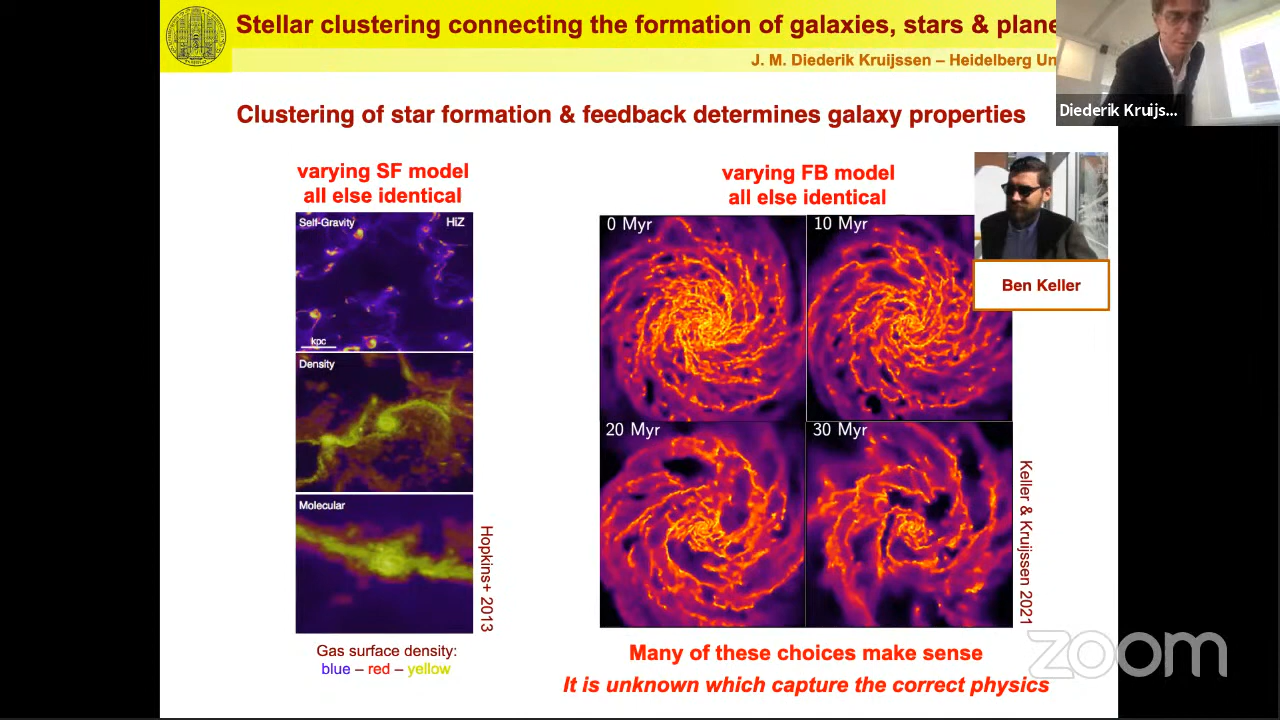 Stellar clustering connecting the formation of galaxies, stars & plane
J. M. Diederik Kruijssen – Heidelberg Un
Diederik Kruijs...
Clustering of star formation & feedback determines galaxy properties
varying SF model
all else identical
Self-Gravity HiZ
kpc
Density
Molecular
Hopkins+ 2013
Gas surface density:
blue – red – yellow
varying FB model
all else identical
0 Myr
10 Myr
20 Myr
30 Myr
Ben Keller
Keller & Kruijssen 2021
Many of these choices make sense
It is unknown which capture the correct physics
zoom